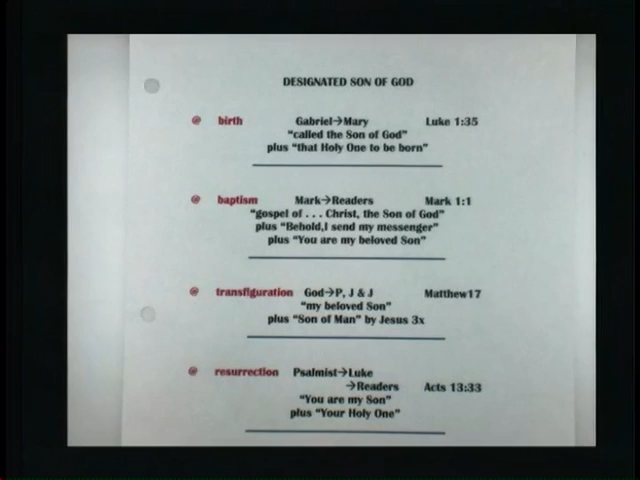 DESIGNATED SON OF GOD
@ birth Gabriel→Mary Luke 1:35
“called the Son of God”
plus “that Holy One to be born”
@ baptism Mark→Readers Mark 1:1
“gospel of . . . Christ, the Son of God”
plus “Behold,I send my messenger”
plus “You are my beloved Son”
@ transfiguration God→P, J & J Matthew17
“my beloved Son”
plus “Son of Man” by Jesus 3x
@ resurrection Psalmist→Luke
→Readers Acts 13:33
“You are my Son”
plus “Your Holy One”